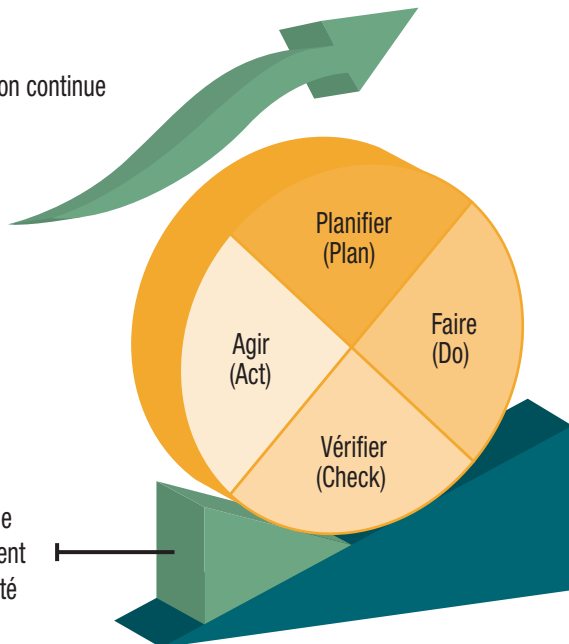 on continue
Planifier
(Plan)
Faire
(Do)
Agir
(Act)
Vérifier
(Check)
e
ent
té